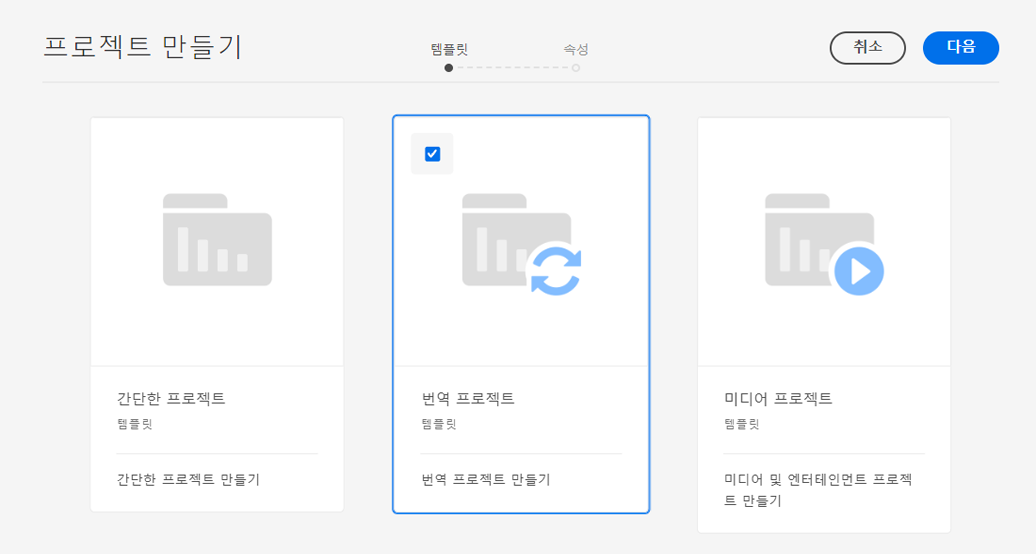 프로젝트 만들기
템플릿
속성
취소
다음
간단한 프로젝트
템플릿
간단한 프로젝트 만들기
번역 프로젝트
템플릿
번역 프로젝트 만들기
미디어 프로젝트
템플릿
미디어 및 엔터테인먼트 프로젝
트 만들기